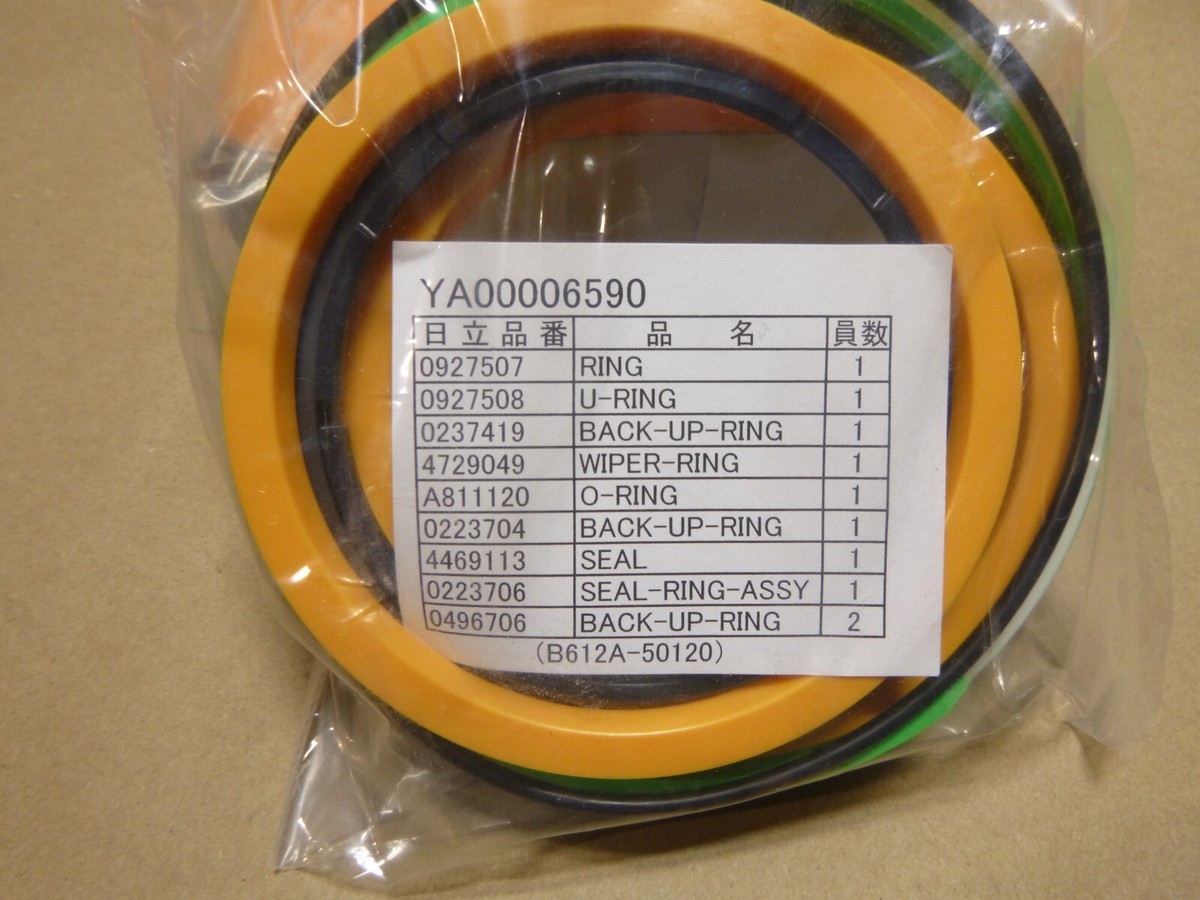 YA00006590
日立品番 品名 員数
0927507 RING 1
0927508 U-RING 1
0237419 BACK-UP-RING 1
4729049 WIPER-RING 1
A811120 O-RING 1
0223704 BACK-UP-RING 1
4469113 SEAL 1
0223706 SEAL-RING-ASSY 1
0496706 BACK-UP-RING 2
(B612A-50120)